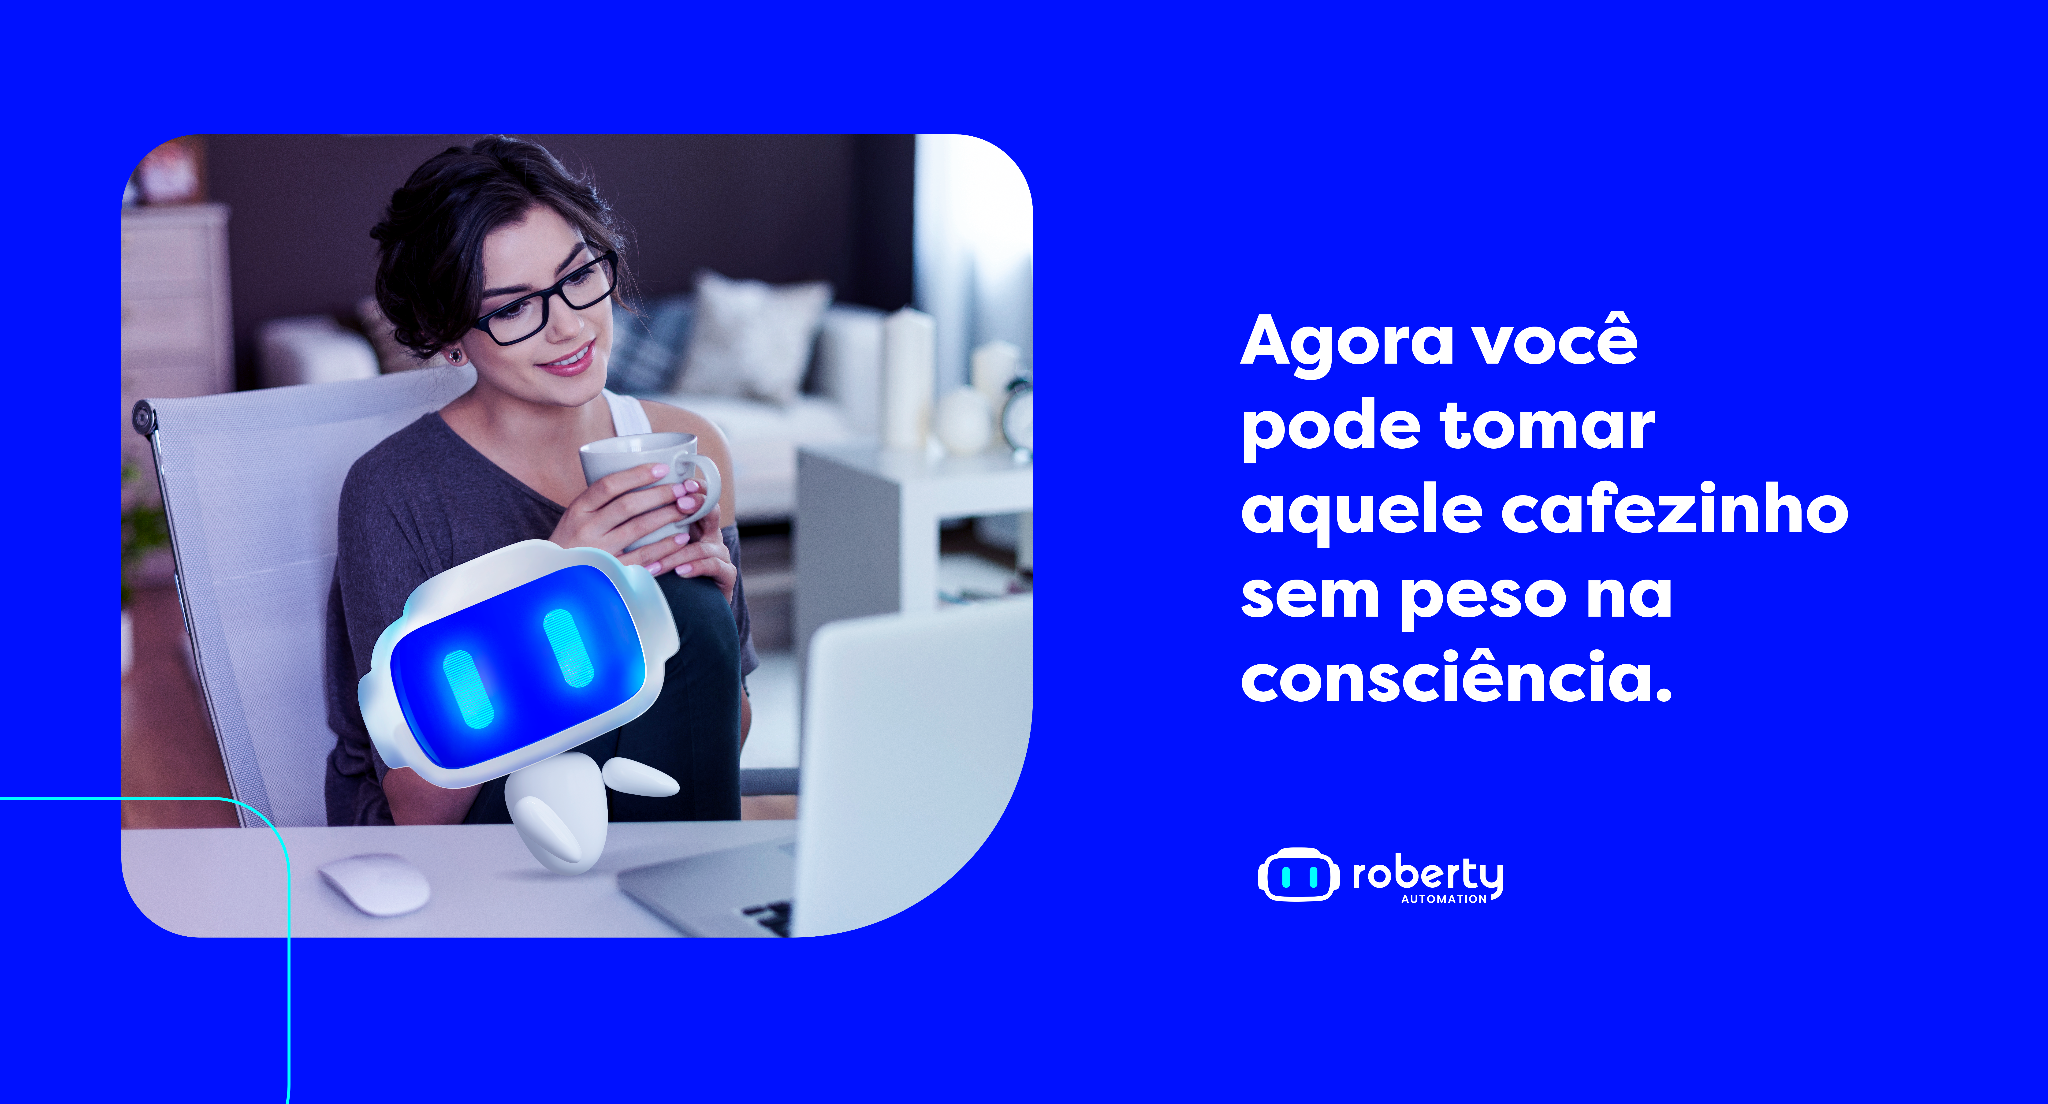 Agora você
pode tomar
aquele cafezinho
sem peso na
consciência.
roberty
AUTOMATION